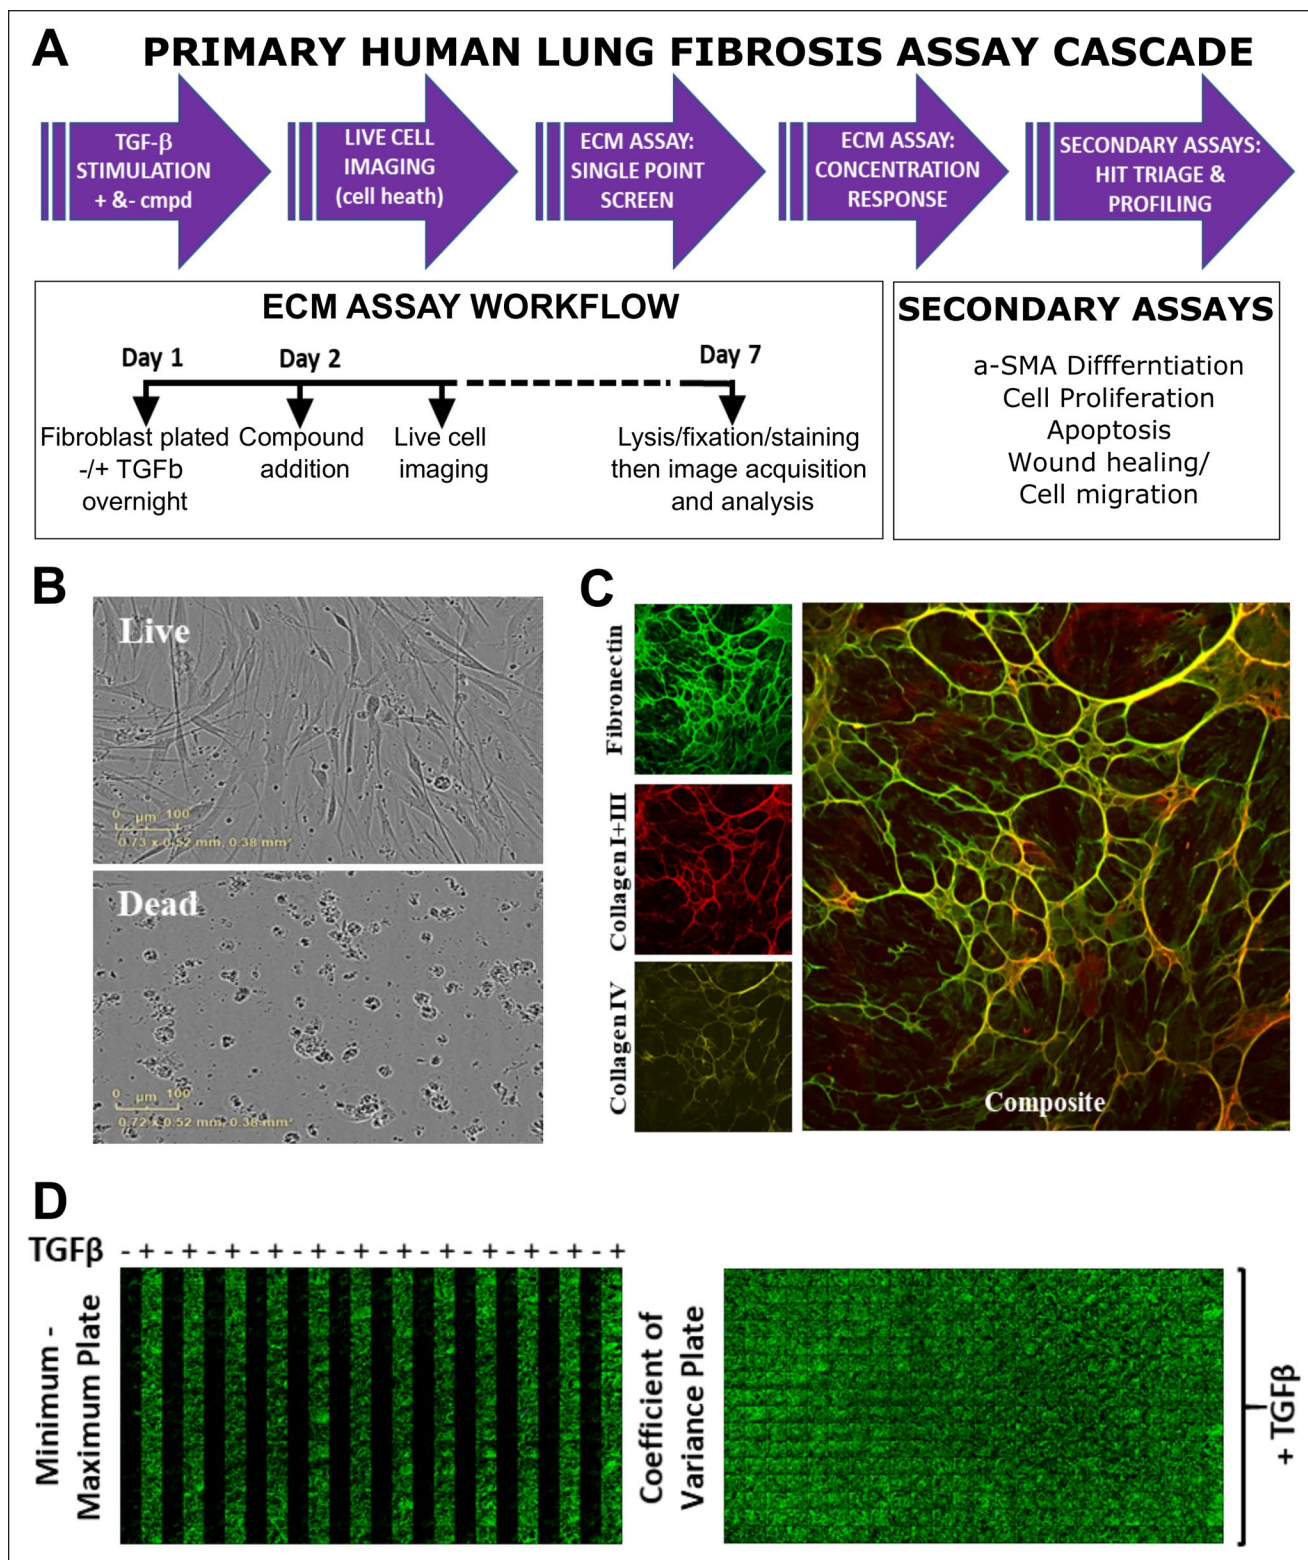 A
PRIMARY HUMAN LUNG FIBROSIS ASSAY CASCADE
TGF-β
STIMULATION
+ &- cmpd
LIVE CELL
IMAGING
(cell heath)
ECM ASSAY:
SINGLE POINT
SCREEN
ECM ASSAY:
CONCENTRATION
RESPONSE
SECONDARY ASSAYS:
HIT TRIAGE &
PROFILING
ECM ASSAY WORKFLOW
Day 1
Day 2
Day 7
Fibroblast plated
-/+ TGFb
overnight
Compound
addition
Live cell
imaging
Lysis/fixation/staining
then image acquisition
and analysis
SECONDARY ASSAYS
a-SMA Diffferntiation
Cell Proliferation
Apoptosis
Wound healing/
Cell migration
B
Live
0 µm 100
0.73 x 0.52 mm, 0.38 mm²
Dead
0 µm 100
0.72 x 0.52 mm, 0.38 mm²
C
Fibronectin
Collagen I+III
Collagen IV
Composite
D
TGFβ - + - + - + - + - + - + - + - + - + - + - + - +
Minimum -
Maximum Plate
Coefficient of
Variance Plate
+ TGFβ